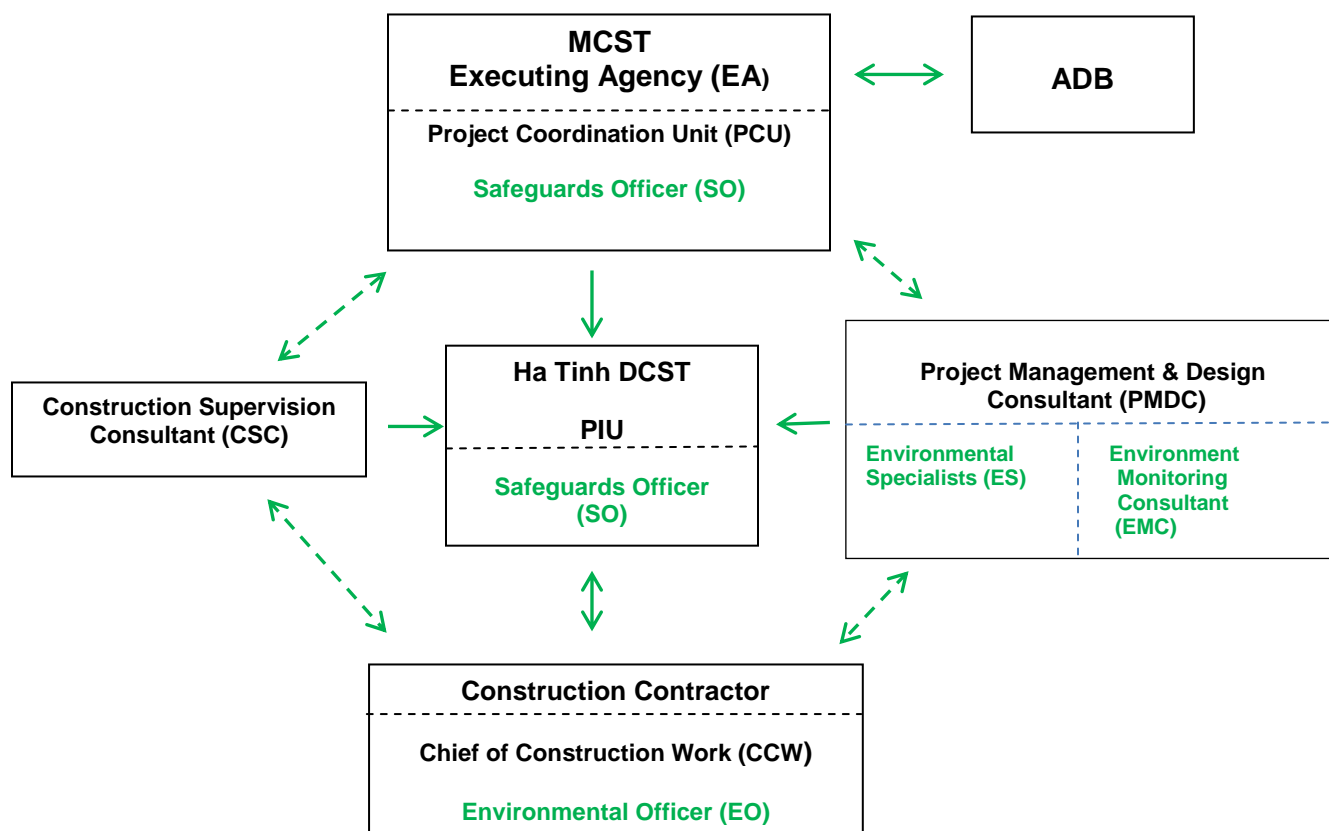 MCST
Executing Agency (EA)
Project Coordination Unit (PCU)
Safeguards Officer (SO)
ADB
Construction Supervision
Consultant (CSC)
Ha Tinh DCST
PIU
Safeguards Officer
(SO)
Project Management & Design
Consultant (PMDC)
Environmental
Specialists (ES)
Environment
Monitoring
Consultant
(EMC)
Construction Contractor
Chief of Construction Work (CCW)
Environmental Officer (EO)